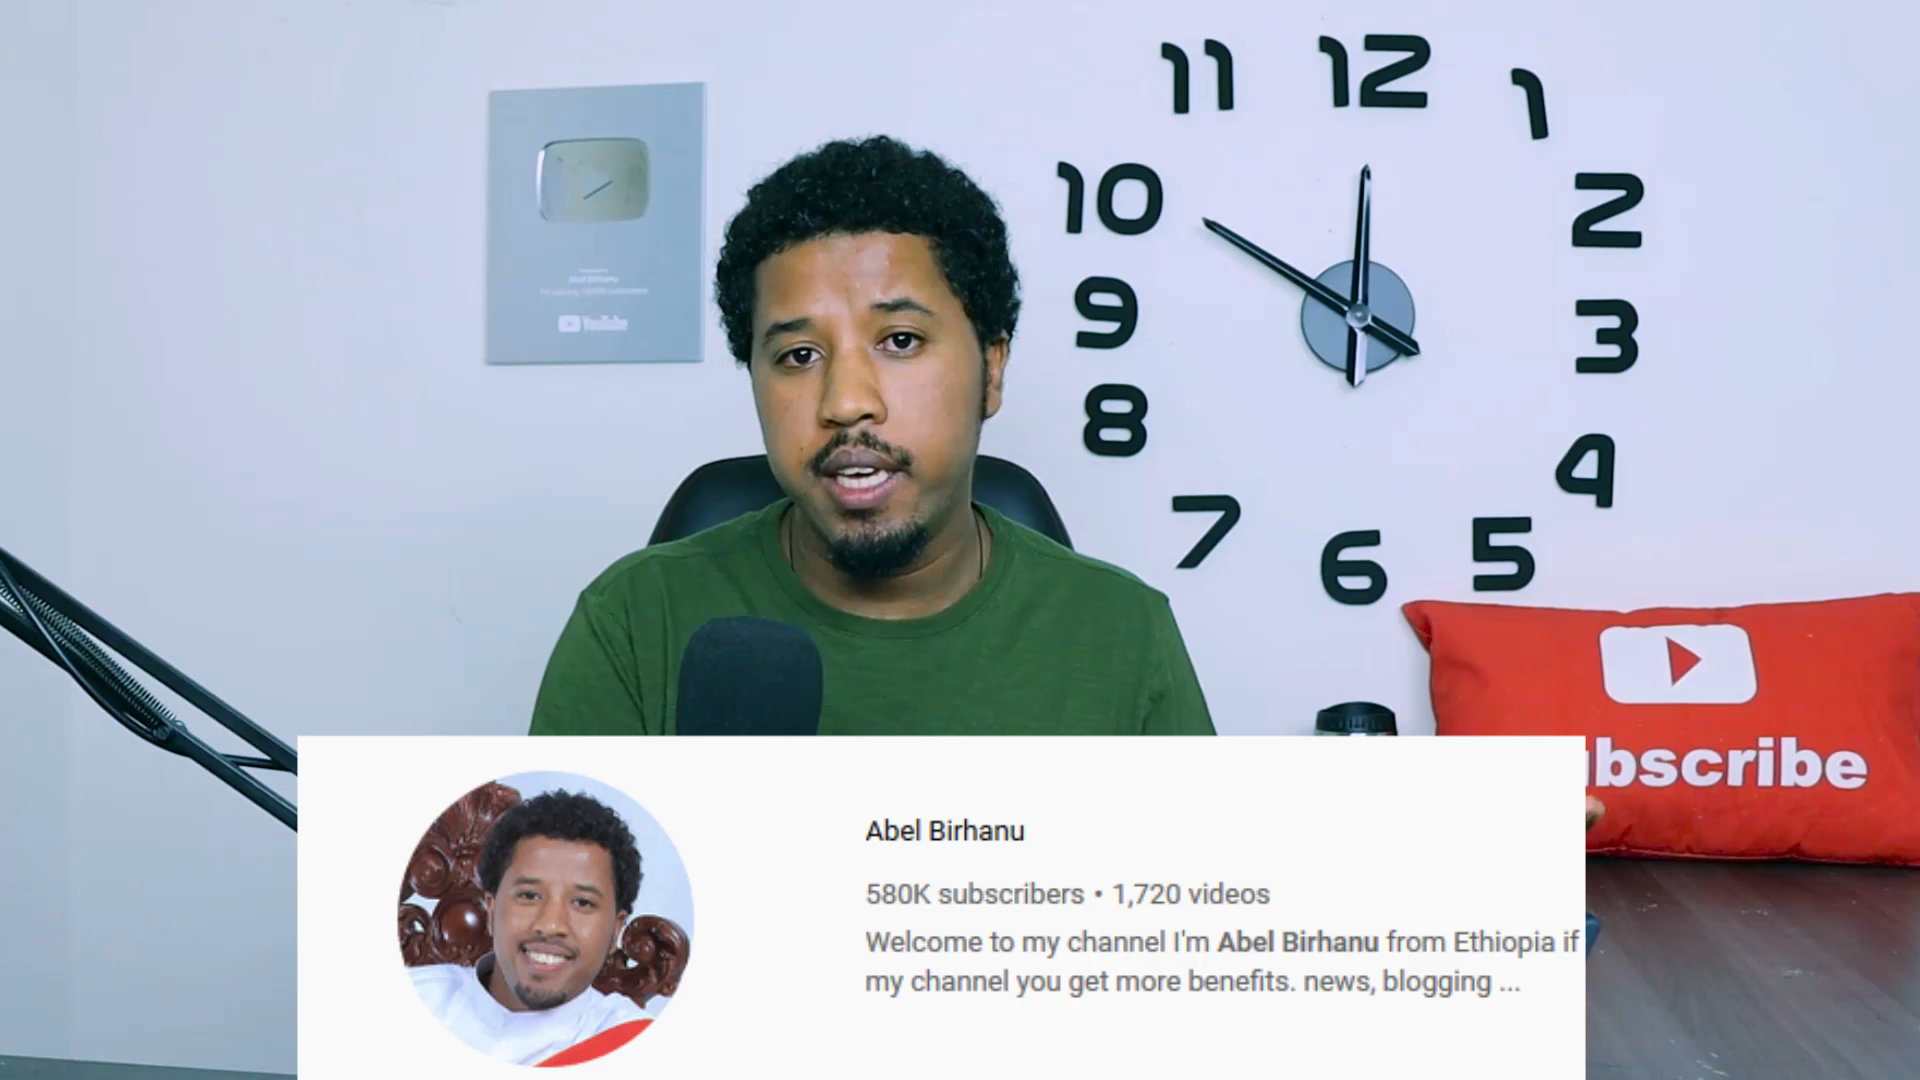 11 12 1
10 2
9 3
8 4
7 6 5
YouTube
ubscribe
Abel Birhanu
580K subscribers • 1,720 videos
Welcome to my channel I'm Abel Birhanu from Ethiopia if
my channel you get more benefits. news, blogging ...